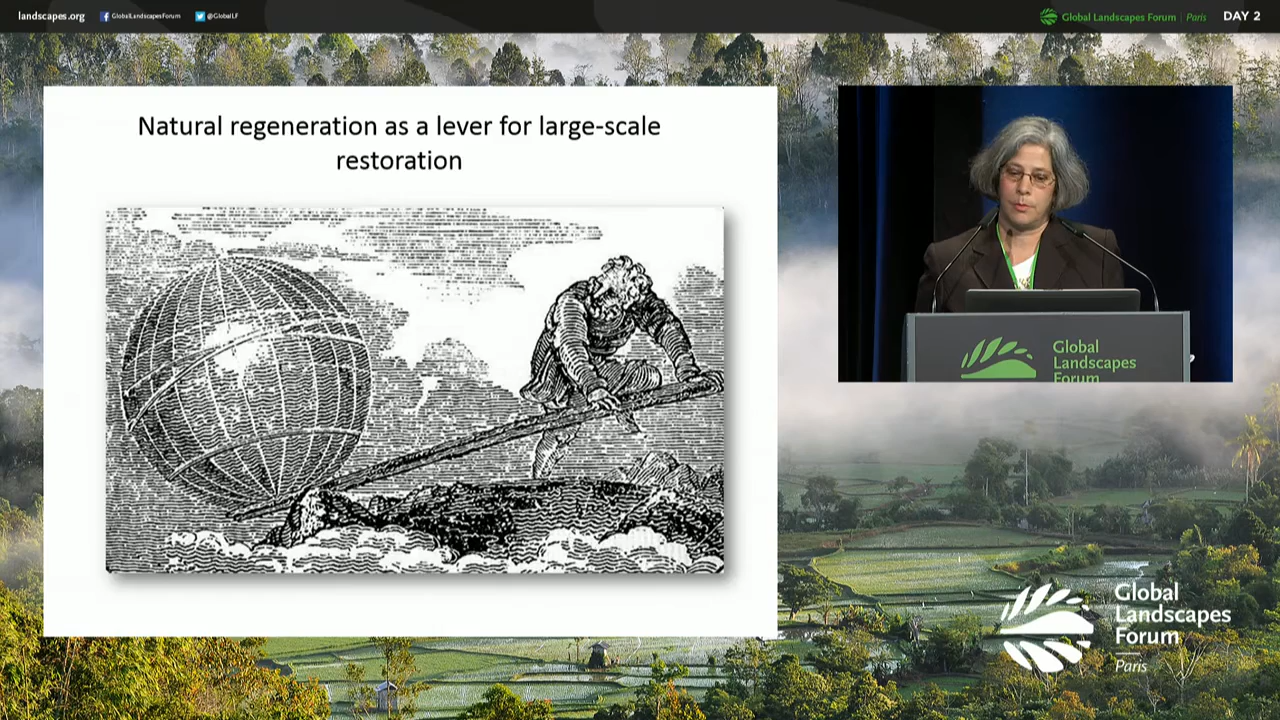 landscapes.org
GlobalLandscapesForum
@GlobalLF
Global Landscapes Forum | Paris
DAY 2
Natural regeneration as a lever for large-scale
restoration
Global
Landscapes
Forum
Global
Landscapes
Forum
Paris